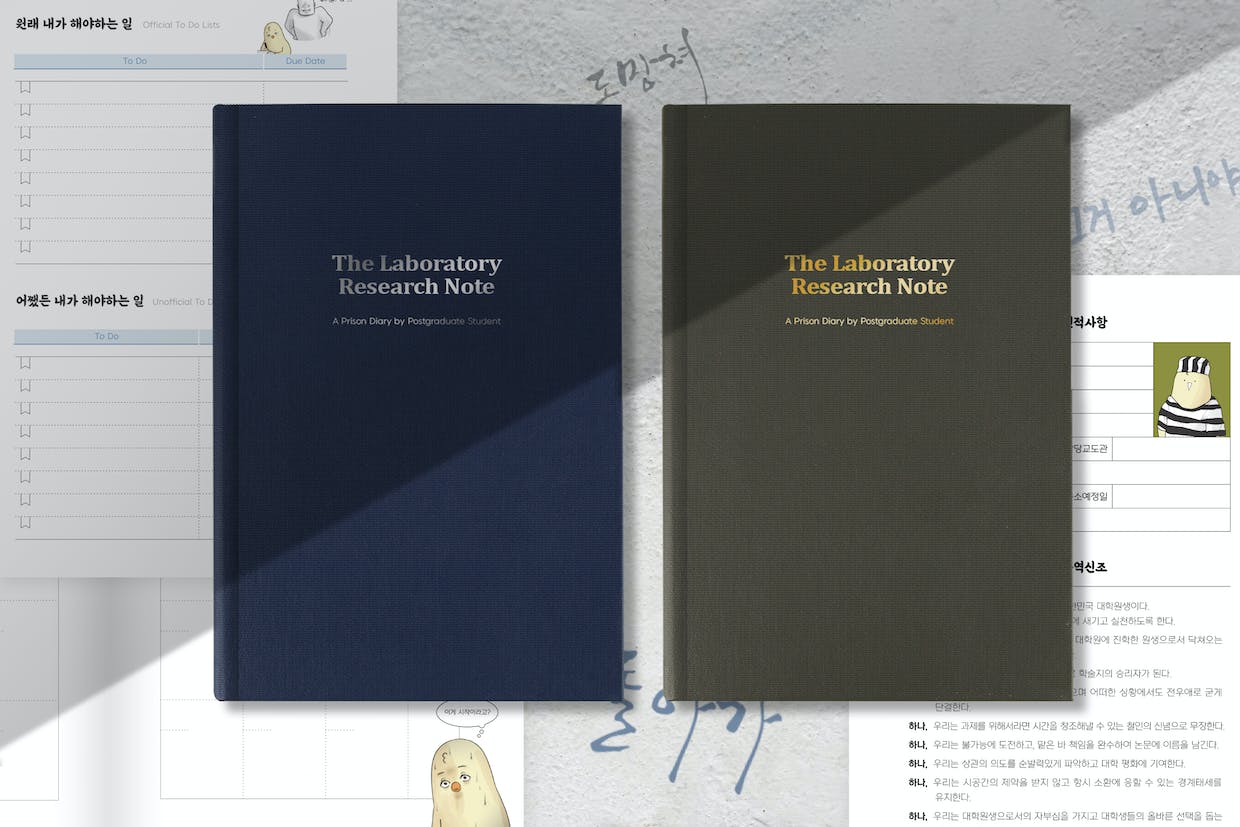 원래 내가 해야하는 일 Official To Do Lists
To Do Due Date
어쨌든 내가 해야하는 일 Unofficial To D
To Do
도망쳐
그거 아니야
돌아가
The Laboratory
Research Note
A Prison Diary by Postgraduate Student
The Laboratory
Research Note
A Prison Diary by Postgraduate Student
적사항
당교도관
소예정일
역신조
민국 대학원생이다.
에 새기고 실천하도록 한다.
대학원에 진학한 원생으로서 닥쳐오는
학술지의 승리자가 된다.
으며 어떠한 상황에서도 전우애로 굳게
단결한다.
하나, 우리는 과제를 위해서라면 시간을 창조해낼 수 있는 철인의 신념으로 무장한다.
하나, 우리는 불가능에 도전하고, 맡은 바 책임을 완수하여 논문에 이름을 남긴다.
하나, 우리는 상관의 의도를 순발력있게 파악하고 대학 평화에 기여한다.
하나, 우리는 시공간의 제약을 받지 않고 항시 소환에 응할 수 있는 경계태세를
유지한다.
하나, 우리는 대학원생으로서의 자부심을 가지고 대학생들의 올바른 선택을 돕는
이게 시작이라고?